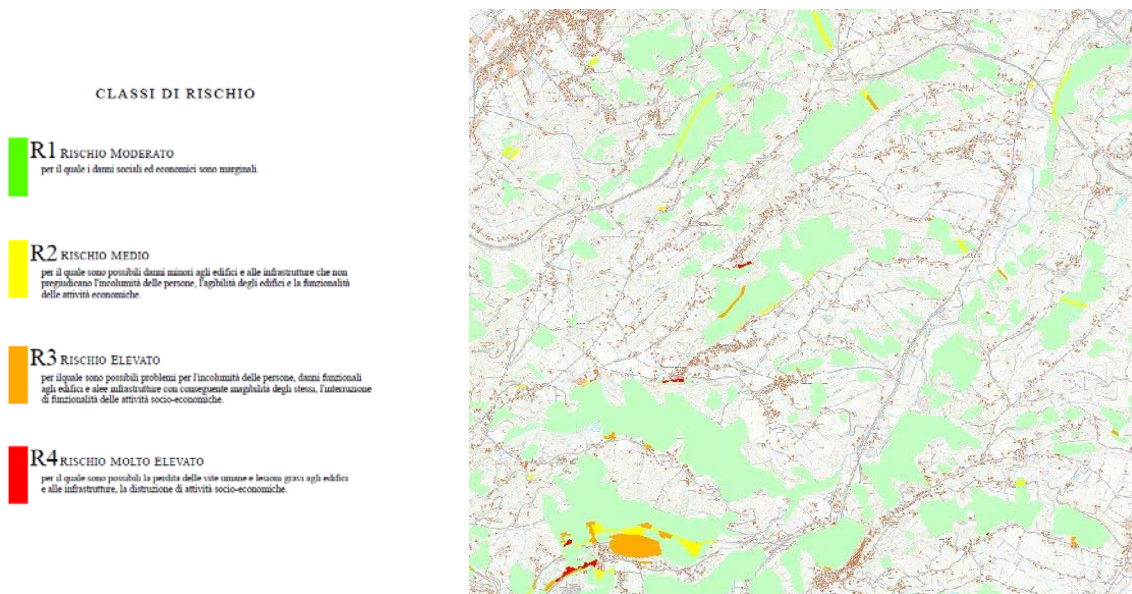 CLASSI DI RISCHIO
R1 RISCHIO MODERATO
per il quale i danni sociali ed economici sono marginali.
R2 RISCHIO MEDIO
per il quale sono possibili danni minori agli edifici e alle infrastrutture che non
pregiudicano l'incolumità delle persone, l'agibilità degli edifici e la funzionalità
delle attività economiche.
R3 RISCHIO ELEVATO
per ilquale sono possibili problemi per l'incolumità delle persone, danni funzionali
agli edifici e alee infrastrutture con conseguente inagibilità degli stessi, l'interruzione
di funzionalità delle attività socio-economiche.
R4 RISCHIO MOLTO ELEVATO
per il quale sono possibili la perdita delle vite umane e lesioni gravi agli edifici
e alle infrastrutture, la distruzione di attività socio-economiche.